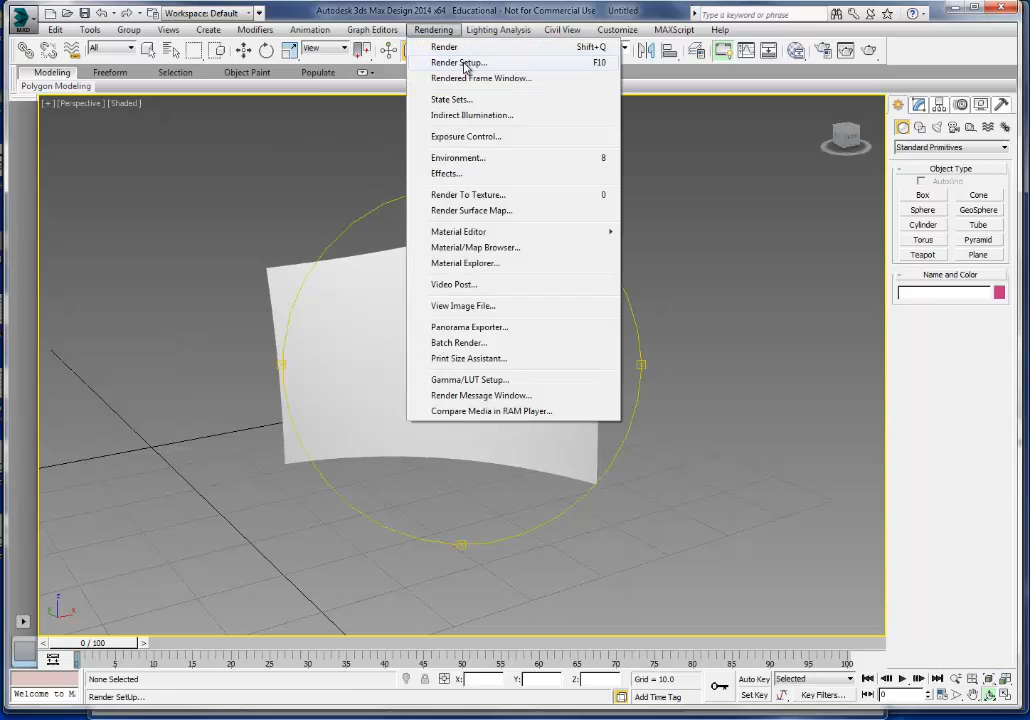 Workspace: Default
Autodesk 3ds Max Design 2014 x64  - Educational - Not for Commercial Use    Untitled
Type a keyword or phrase
MXD
Edit Tools Group Views Create Modifiers Animation Graph Editors Rendering Lighting Analysis Civil View Customize MAXScript Help
All View
Modeling Freeform Selection Object Paint Populate
Polygon Modeling
[ + ] [Perspective ] [ Shaded ]
Render Shift+Q
Render Setup... F10
Rendered Frame Window...
State Sets...
Indirect Illumination...
Exposure Control...
Environment... 8
Effects...
Render To Texture... 0
Render Surface Map...
Material Editor
Material/Map Browser...
Material Explorer...
Video Post...
View Image File...
Panorama Exporter...
Batch Render...
Print Size Assistant...
Gamma/LUT Setup...
Render Message Window...
Compare Media in RAM Player...
Standard Primitives
Object Type
AutoGrid
Box Cone
Sphere GeoSphere
Cylinder Tube
Torus Pyramid
Teapot Plane
Name and Color
z
y x
0 / 100
0 5 10 15 20 25 30 35 40 45 50 55 60 65 70 75 80 85 90 95 100
None Selected X: Y: Z: Grid = 10.0 Auto Key Selected
Welcome to M
Render SetUp... Add Time Tag Set Key Key Filters... 0